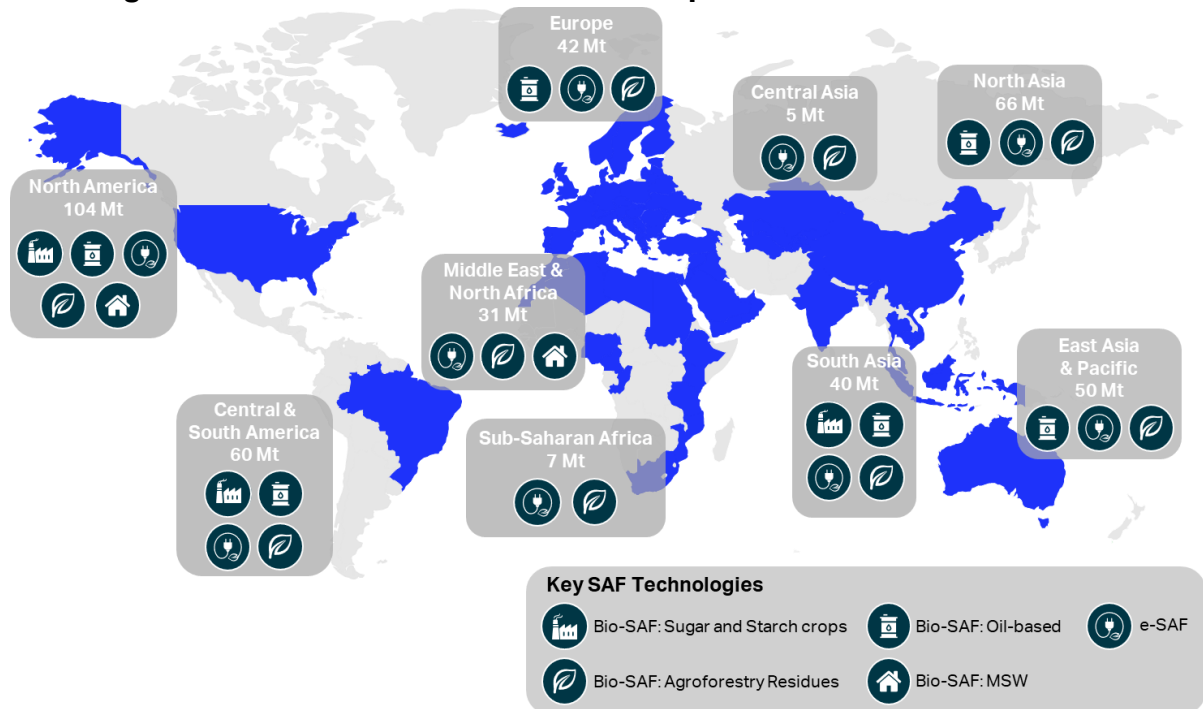 Europe
42 Mt
Central Asia
5 Mt
North Asia
66 Mt
North America
104 Mt
Middle East &
North Africa
31 Mt
South Asia
40 Mt
East Asia
& Pacific
50 Mt
Central &
South America
60 Mt
Sub-Saharan Africa
7 Mt
Key SAF Technologies
Bio-SAF: Sugar and Starch crops
Bio-SAF: Oil-based
e-SAF
Bio-SAF: Agroforestry Residues
Bio-SAF: MSW